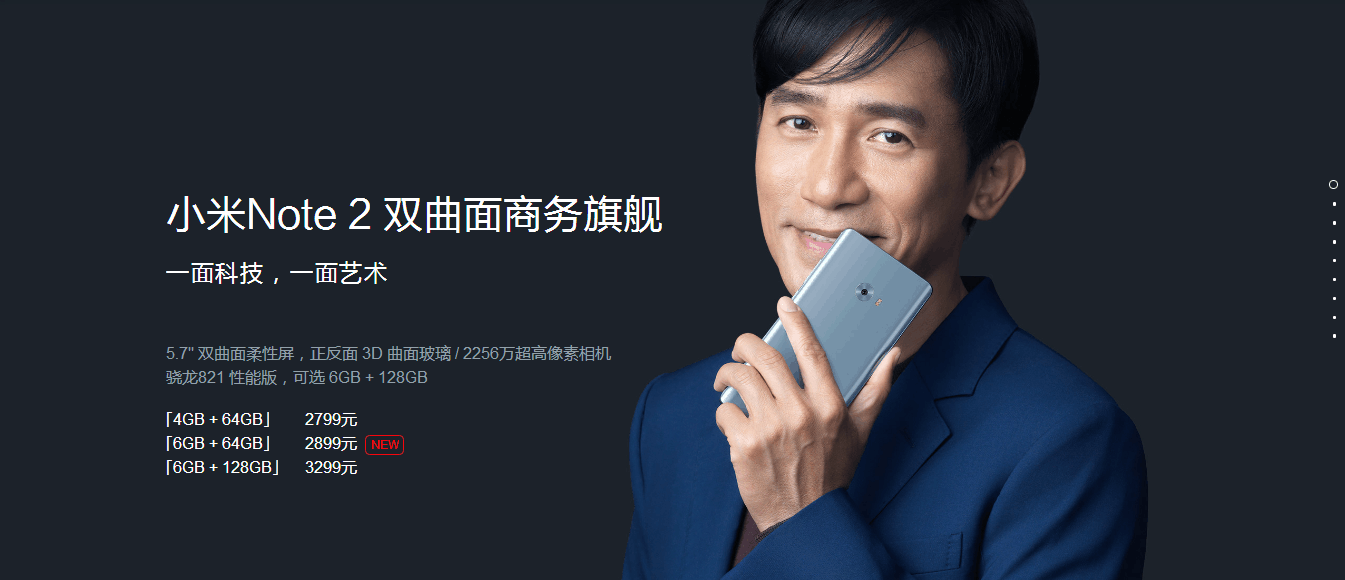 小米Note 2 双曲面商务旗舰
一面科技，一面艺术
5.7" 双曲面柔性屏，正反面 3D 曲面玻璃 / 2256万超高像素相机
骁龙821 性能版，可选 6GB + 128GB
「4GB + 64GB」 2799元
「6GB + 64GB」 2899元 NEW
「6GB + 128GB」 3299元